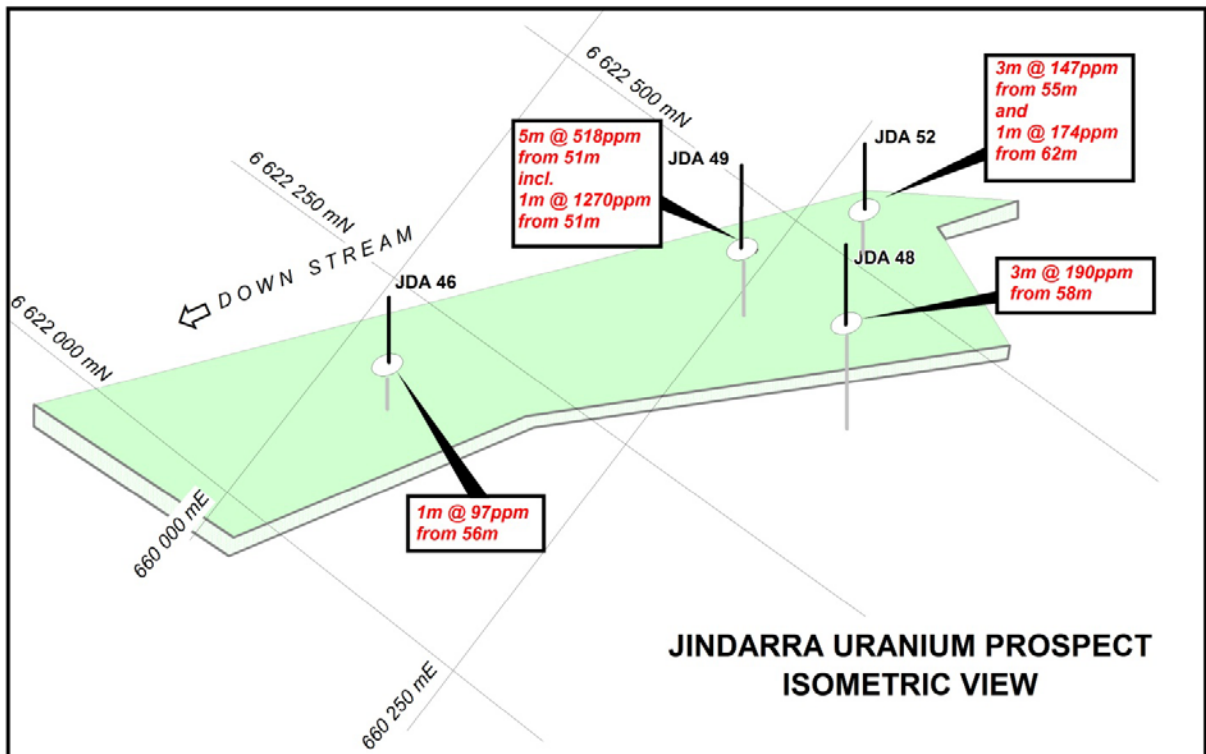 6 622 500 mN
3m @ 147ppm
from 55m
and
1m @ 174ppm
from 62m
JDA 52
5m @ 518ppm
from 51m
incl.
1m @ 1270ppm
from 51m
JDA 49
6 622 250 mN
DOWN STREAM
JDA 48
3m @ 190ppm
from 58m
JDA 46
6 622 000 mN
1m @ 97ppm
from 56m
660 000 mE
660 250 mE
JINDARRA URANIUM PROSPECT
ISOMETRIC VIEW